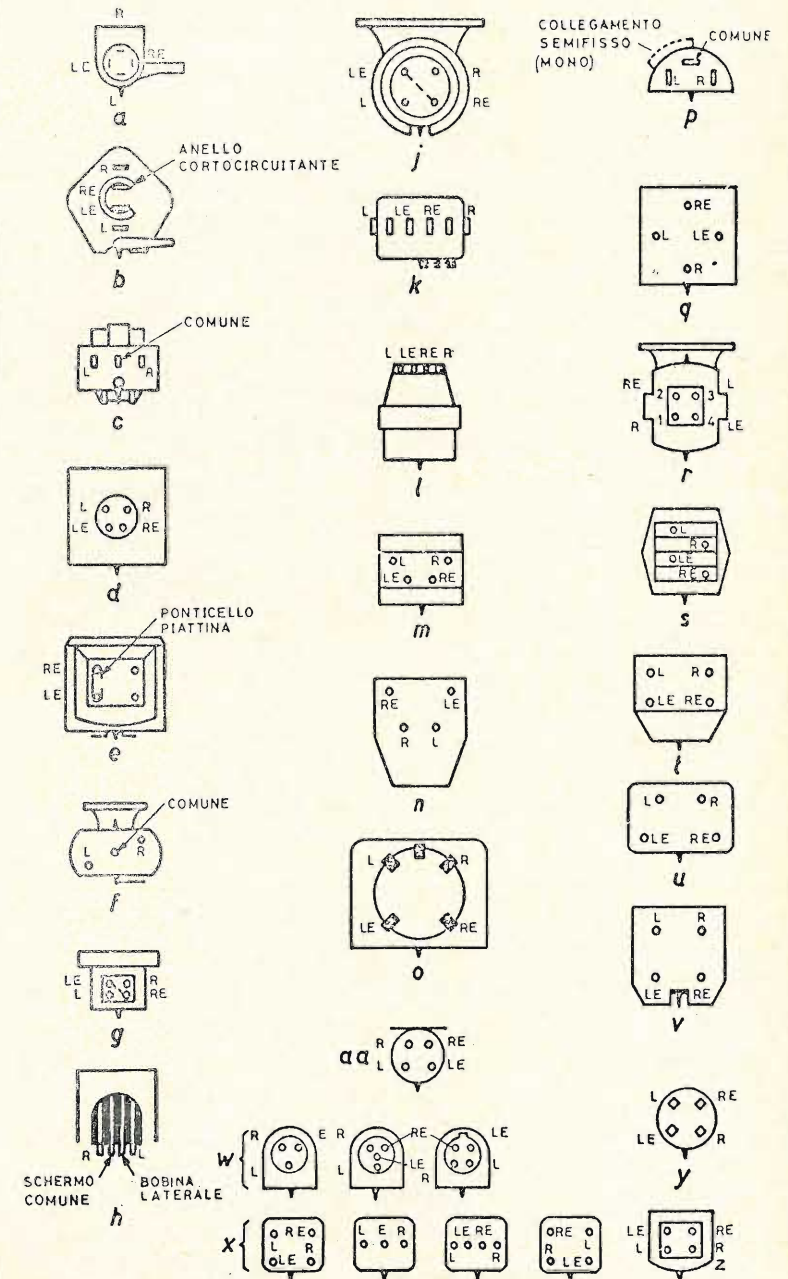 R
LE
RE
L
a
ANELLO
CORTOCIRCUITANTE
R
RE
LE
L
b
COMUNE
L
R
c
L
R
LE
RE
d
PONTICELLO
PIATTINA
RE
LE
e
COMUNE
L
R
f
LE
R
L
RE
g
R
L
SCHERMO
COMUNE
BOBINA
LATERALE
h
LE
R
L
RE
j
L LE RE R
k
L LE RE R
l
L R
LE RE
m
RE LE
R L
n
L R
LE RE
o
aa
R RE
L LE
w
R E
L
R RE
LE
L
LE
R L
x
RE
L R
LE
L E R
LE RE
L R
RE
R L
LE
COLLEGAMENTO
SEMIFISSO
(MONO)
COMUNE
L R
p
RE
L LE
R
q
RE L
2 3
1 4
R LE
r
L
R
LE
RE
s
L R
LE RE
t
L R
LE RE
u
L R
LE RE
v
L RE
LE R
y
LE RE
L R
z